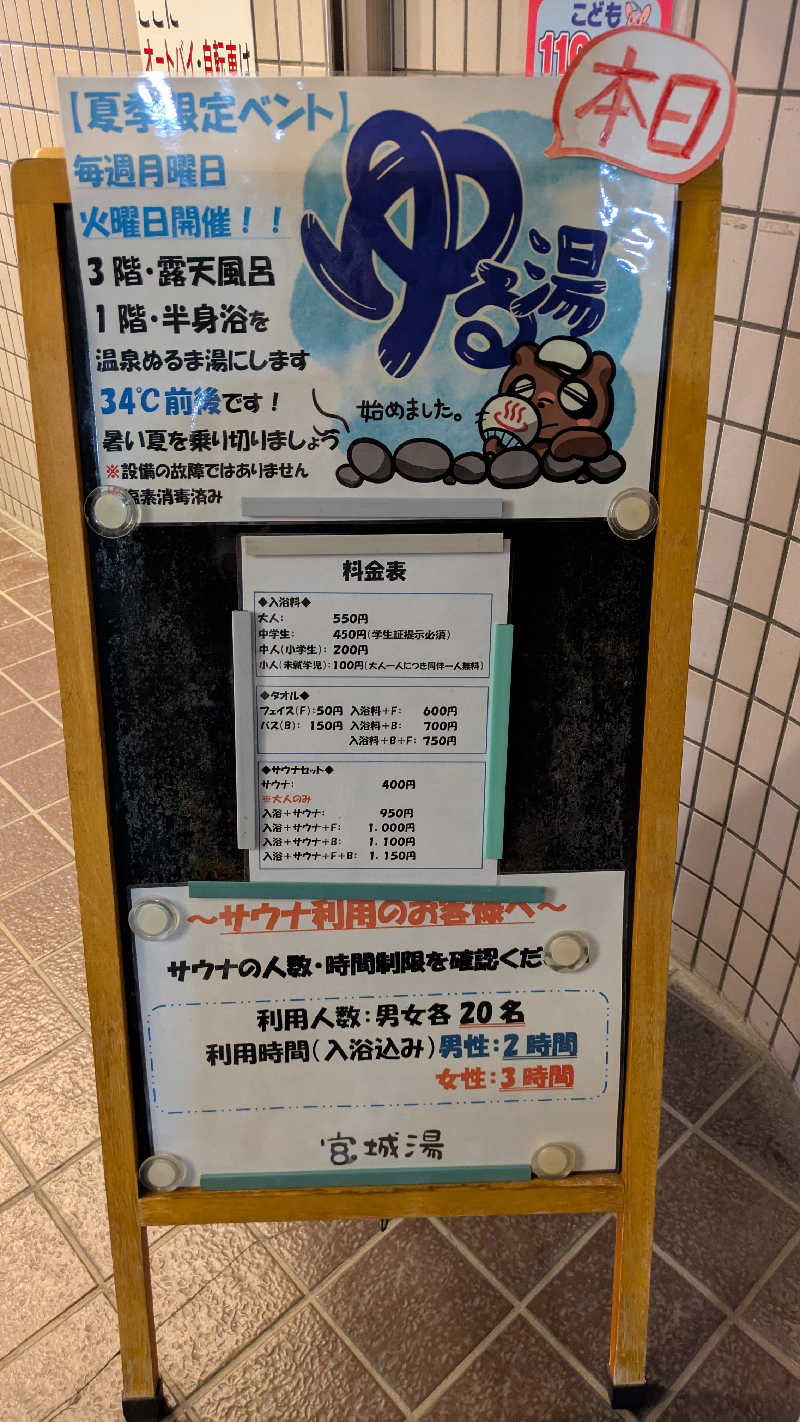 ここに
オートバイ・自転車は
こども
本日
【夏季限定ベント】
毎週月曜日
火曜日開催！！
3階・露天風呂
1階・半身浴を
温泉ぬるま湯にします
34℃前後です！
暑い夏を乗り切りましょう
※設備の故障ではありません
塩素消毒済み
ゆる湯
始めました。
料金表
◆入浴料◆
大人： 550円
中学生： 450円（学生証提示必須）
中人（小学生）：200円
小人（未就学児）：100円（大人一人につき同伴一人無料）
◆タオル◆
フェイス（F）：50円 入浴料＋F： 600円
バス（B）： 150円 入浴料＋B： 700円
入浴料＋B＋F： 750円
◆サウナセット◆
サウナ： 400円
※大人のみ
入浴＋サウナ： 950円
入浴＋サウナ＋F： 1．000円
入浴＋サウナ＋B： 1．100円
入浴＋サウナ＋F＋B： 1．150円
～サウナ利用のお客様へ～
サウナの人数・時間制限を確認くだ
利用人数：男女各20名
利用時間（入浴込み）男性：2時間
女性：3時間
宮城湯